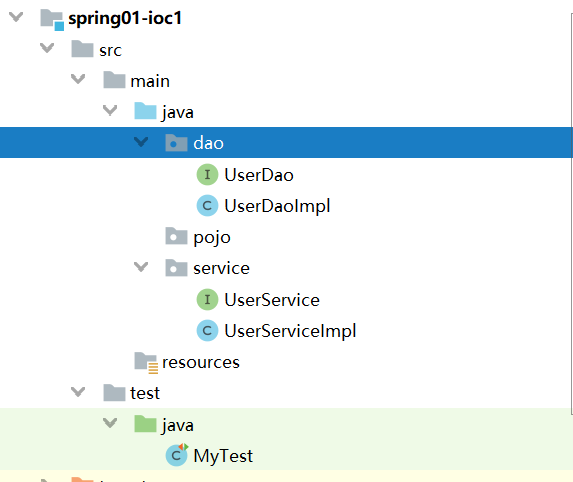 spring01-ioc1
src
main
java
dao
I UserDao
C UserDaoImpl
pojo
service
I UserService
C UserServiceImpl
resources
test
java
C MyTest